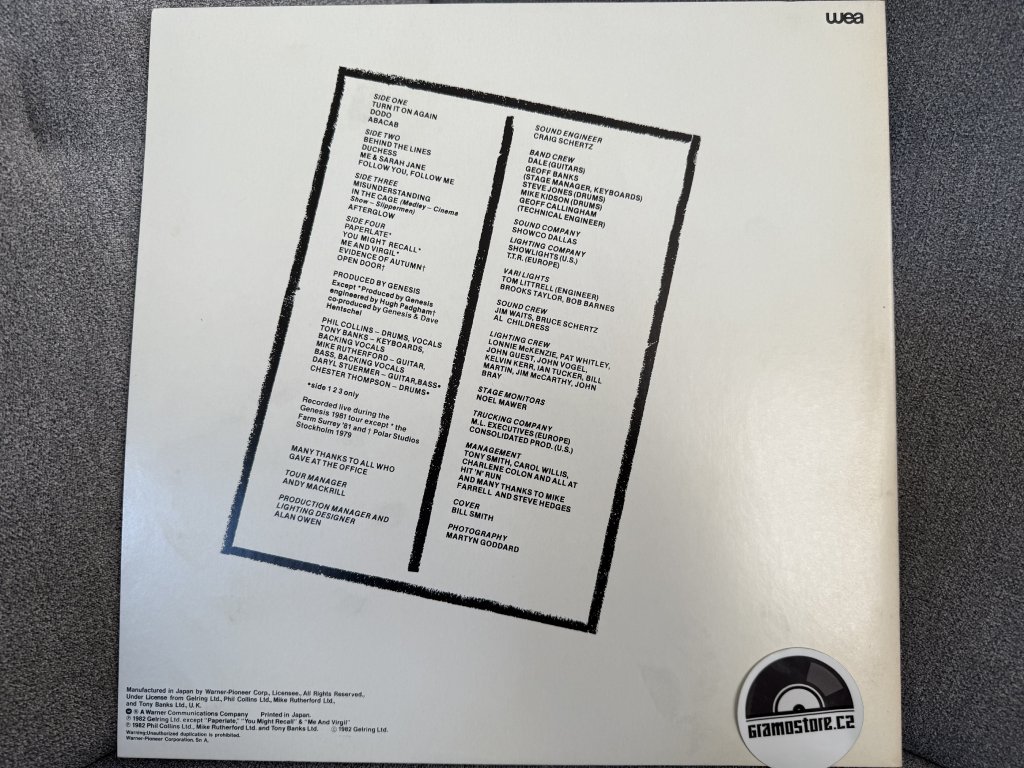 wea
SIDE ONE
TURN IT ON AGAIN
DODO
ABACAB
SIDE TWO
BEHIND THE LINES
DUCHESS
ME & SARAH JANE
FOLLOW YOU, FOLLOW ME
SIDE THREE
MISUNDERSTANDING
IN THE CAGE (Medley – Cinema
Show – Slippermen)
AFTERGLOW
SIDE FOUR
PAPERLATE*
YOU MIGHT RECALL*
ME AND VIRGIL*
EVIDENCE OF AUTUMN†
OPEN DOOR†
PRODUCED BY GENESIS
Except *Produced by Genesis
engineered by Hugh Padgham†
co-produced by Genesis & Dave
Hentschel
PHIL COLLINS – DRUMS, VOCALS
TONY BANKS – KEYBOARDS,
BACKING VOCALS
MIKE RUTHERFORD – GUITAR,
BASS, BACKING VOCALS
DARYL STUERMER – GUITAR, BASS•
CHESTER THOMPSON – DRUMS•
•side 1 2 3 only
Recorded live during the
Genesis 1981 tour except * the
Farm Surrey '81 and † Polar Studios
Stockholm 1979
MANY THANKS TO ALL WHO
GAVE AT THE OFFICE
TOUR MANAGER
ANDY MACKRILL
PRODUCTION MANAGER AND
LIGHTING DESIGNER
ALAN OWEN
SOUND ENGINEER
CRAIG SCHERTZ
BAND CREW
DALE (GUITARS)
GEOFF BANKS
(STAGE MANAGER, KEYBOARDS)
STEVE JONES (DRUMS)
MIKE KIDSON (DRUMS)
GEOFF CALLINGHAM
(TECHNICAL ENGINEER)
SOUND COMPANY
SHOWCO DALLAS
LIGHTING COMPANY
SHOWLIGHTS (U.S.)
T.T.R. (EUROPE)
VARI LIGHTS
TOM LITTRELL (ENGINEER)
BROOKS TAYLOR, BOB BARNES
SOUND CREW
JIM WAITS, BRUCE SCHERTZ
AL CHILDRESS
LIGHTING CREW
LONNIE McKENZIE, PAT WHITLEY,
JOHN GUEST, JOHN VOGEL,
KELVIN KERR, IAN TUCKER, BILL
MARTIN, JIM McCARTHY, JOHN
BRAY
STAGE MONITORS
NOEL MAWER
TRUCKING COMPANY
M.L. EXECUTIVES (EUROPE)
CONSOLIDATED PROD. (U.S.)
MANAGEMENT
TONY SMITH, CAROL WILLIS,
CHARLENE COLON AND ALL AT
HIT 'N' RUN
AND MANY THANKS TO MIKE
FARRELL AND STEVE HEDGES
COVER
BILL SMITH
PHOTOGRAPHY
MARTYN GODDARD
Manufactured in Japan by Warner-Pioneer Corp., Licensee., All Rights Reserved.,
Under License from Gelring Ltd., Phil Collins Ltd., Mike Rutherford Ltd.,
and Tony Banks Ltd., U.K.
® A Warner Communications Company Printed in Japan.
℗ 1982 Gelring Ltd. except "Paperlate," "You Might Recall" & "Me And Virgil"
℗ 1982 Phil Collins Ltd., Mike Rutherford Ltd. and Tony Banks Ltd. © 1982 Gelring Ltd.
Warning:Unauthorized duplication is prohibited.
Warner-Pioneer Corporation. Sn A.
Gramostore.cz